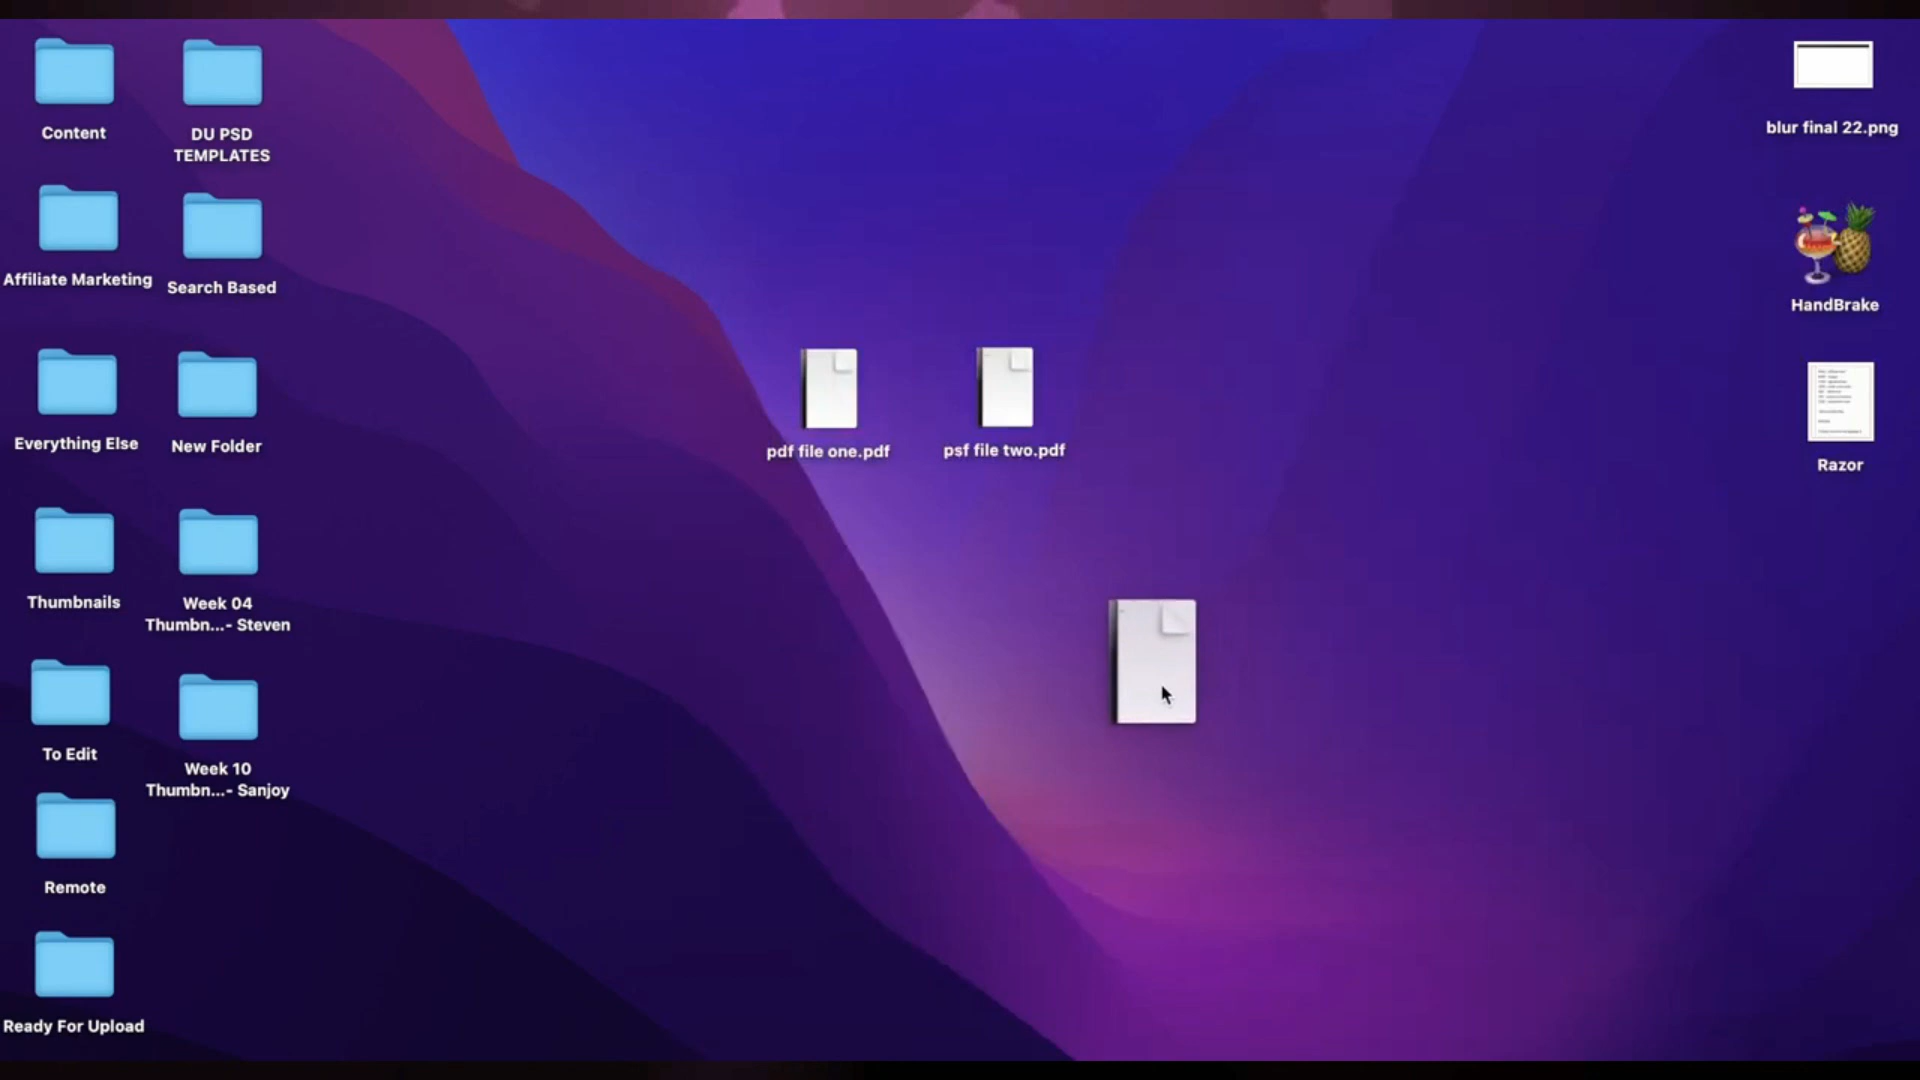 Content
DU PSD
TEMPLATES
blur final 22.png
Affiliate Marketing
Search Based
HandBrake
Everything Else
New Folder
pdf file one.pdf
psf file two.pdf
Razor
Thumbnails
Week 04
Thumbn...- Steven
To Edit
Week 10
Thumbn...- Sanjoy
Remote
Ready For Upload